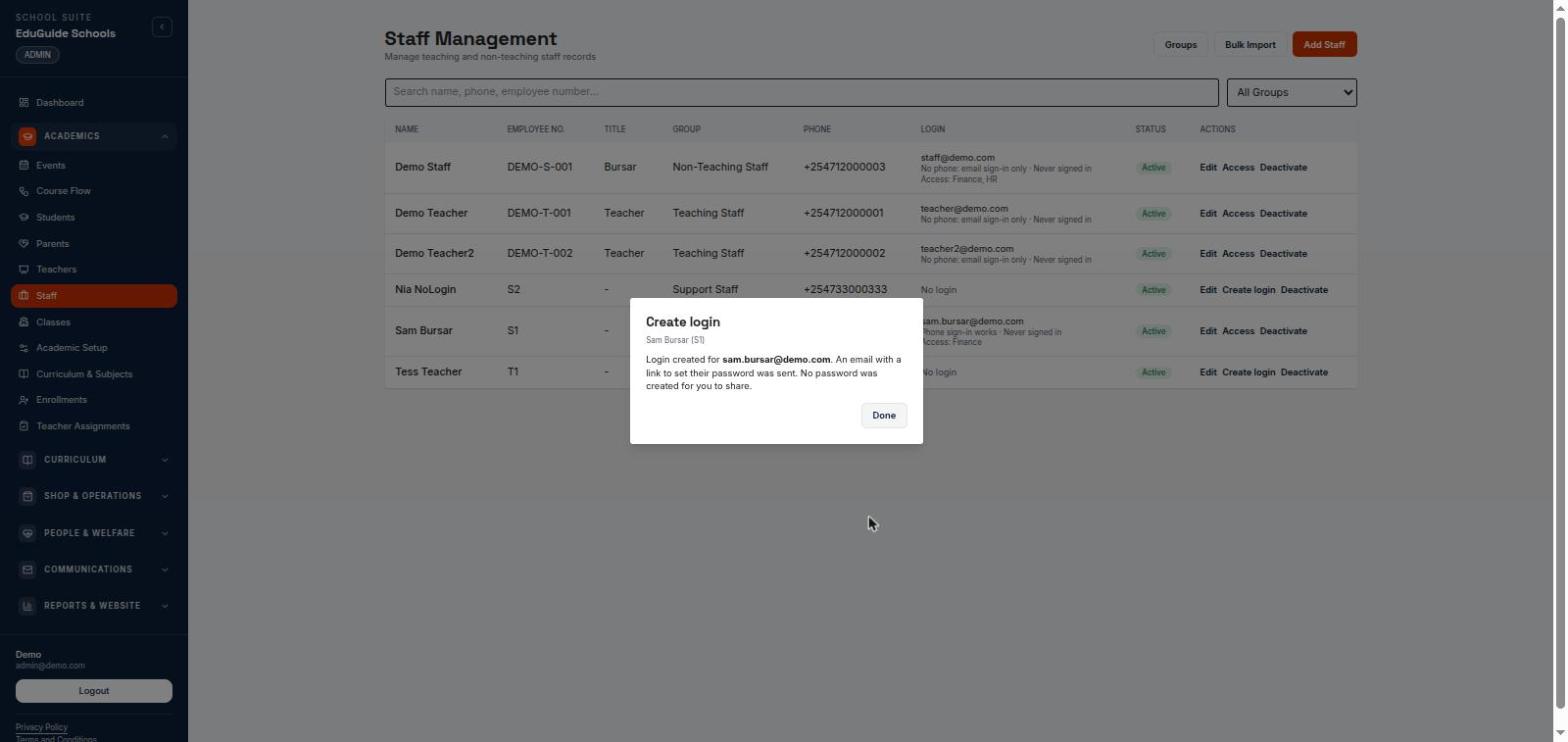 SCHOOL SUITE
EduGuide Schools
ADMIN
Dashboard
ACADEMICS
Events
Course Flow
Students
Parents
Teachers
Staff
Classes
Academic Setup
Curriculum & Subjects
Enrollments
Teacher Assignments
CURRICULUM
SHOP & OPERATIONS
PEOPLE & WELFARE
COMMUNICATIONS
REPORTS & WEBSITE
Demo
admin@demo.com
Logout
Privacy Policy
Terms and Conditions
Staff Management
Manage teaching and non-teaching staff records
Groups Bulk Import Add Staff
Search name, phone, employee number... All Groups
NAME EMPLOYEE NO. TITLE GROUP PHONE LOGIN STATUS ACTIONS
Demo Staff DEMO-S-001 Bursar Non-Teaching Staff +254712000003 staff@demo.com Active Edit Access Deactivate
No phone: email sign-in only · Never signed in
Access: Finance, HR
Demo Teacher DEMO-T-001 Teacher Teaching Staff +254712000001 teacher@demo.com Active Edit Access Deactivate
No phone: email sign-in only · Never signed in
Demo Teacher2 DEMO-T-002 Teacher Teaching Staff +254712000002 teacher2@demo.com Active Edit Access Deactivate
No phone: email sign-in only · Never signed in
Nia NoLogin S2 - Support Staff +254733000333 No login Active Edit Create login Deactivate
Sam Bursar S1 - sam.bursar@demo.com Active Edit Access Deactivate
Phone sign-in works · Never signed in
Access: Finance
Tess Teacher T1 - No login Active Edit Create login Deactivate
Create login
Sam Bursar (S1)
Login created for sam.bursar@demo.com. An email with a
link to set their password was sent. No password was
created for you to share.
Done